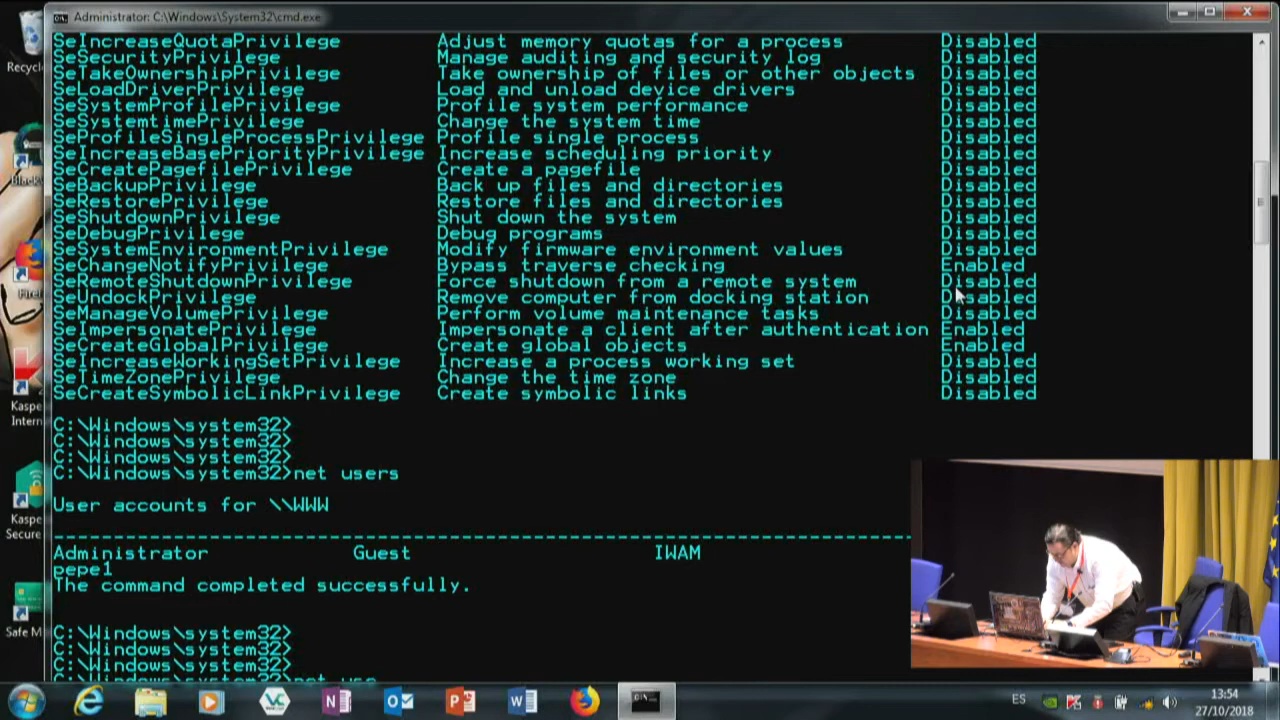 Administrator: C:\Windows\System32\cmd.exe
SeIncreaseQuotaPrivilege Adjust memory quotas for a process Disabled
SeSecurityPrivilege Manage auditing and security log Disabled
SeTakeOwnershipPrivilege Take ownership of files or other objects Disabled
SeLoadDriverPrivilege Load and unload device drivers Disabled
SeSystemProfilePrivilege Profile system performance Disabled
SeSystemtimePrivilege Change the system time Disabled
SeProfileSingleProcessPrivilege Profile single process Disabled
SeIncreaseBasePriorityPrivilege Increase scheduling priority Disabled
SeCreatePagefilePrivilege Create a pagefile Disabled
SeBackupPrivilege Back up files and directories Disabled
SeRestorePrivilege Restore files and directories Disabled
SeShutdownPrivilege Shut down the system Disabled
SeDebugPrivilege Debug programs Disabled
SeSystemEnvironmentPrivilege Modify firmware environment values Disabled
SeChangeNotifyPrivilege Bypass traverse checking Enabled
SeRemoteShutdownPrivilege Force shutdown from a remote system Disabled
SeUndockPrivilege Remove computer from docking station Disabled
SeManageVolumePrivilege Perform volume maintenance tasks Disabled
SeImpersonatePrivilege Impersonate a client after authentication Enabled
SeCreateGlobalPrivilege Create global objects Enabled
SeIncreaseWorkingSetPrivilege Increase a process working set Disabled
SeTimeZonePrivilege Change the time zone Disabled
SeCreateSymbolicLinkPrivilege Create symbolic links Disabled
C:\Windows\system32>
C:\Windows\system32>
C:\Windows\system32>
C:\Windows\system32>net users
User accounts for \\WWW
-------------------------------------------------------------------------------
Administrator Guest IWAM
pepe1
The command completed successfully.
C:\Windows\system32>
C:\Windows\system32>
C:\Windows\system32>
C:\Windows\system32>net use
Recyc
Black
Firef
Kaspe
Intern
Kaspe
Secure
Safe M
ES
13:54
27/10/2018